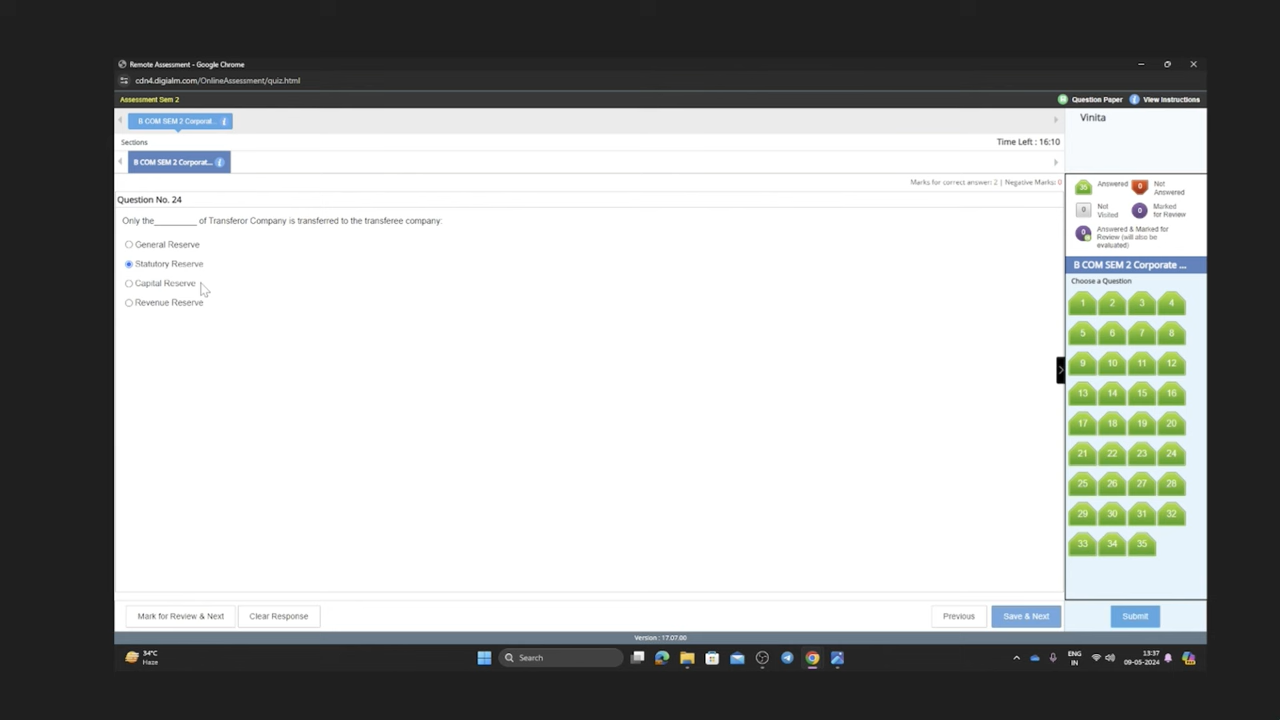 Remote Assessment - Google Chrome
cdn4.digialm.com/OnlineAssessment/quiz.html
Assessment Sem 2
Question Paper
View Instructions
B COM SEM 2 Corporat... i
Vinita
Sections
Time Left : 16:10
B COM SEM 2 Corporat... i
Marks for correct answer: 2 | Negative Marks: 0
35 Answered
0 Not Answered
0 Not Visited
0 Marked for Review
0 Answered & Marked for Review (will also be evaluated)
Question No. 24
Only the_________ of Transferor Company is transferred to the transferee company:
General Reserve
Statutory Reserve
Capital Reserve
Revenue Reserve
B COM SEM 2 Corporate ...
Choose a Question
1 2 3 4
5 6 7 8
9 10 11 12
13 14 15 16
17 18 19 20
21 22 23 24
25 26 27 28
29 30 31 32
33 34 35
Mark for Review & Next
Clear Response
Previous
Save & Next
Submit
Version : 17.07.00
34°C
Haze
Search
ENG
IN
13:37
09-05-2024